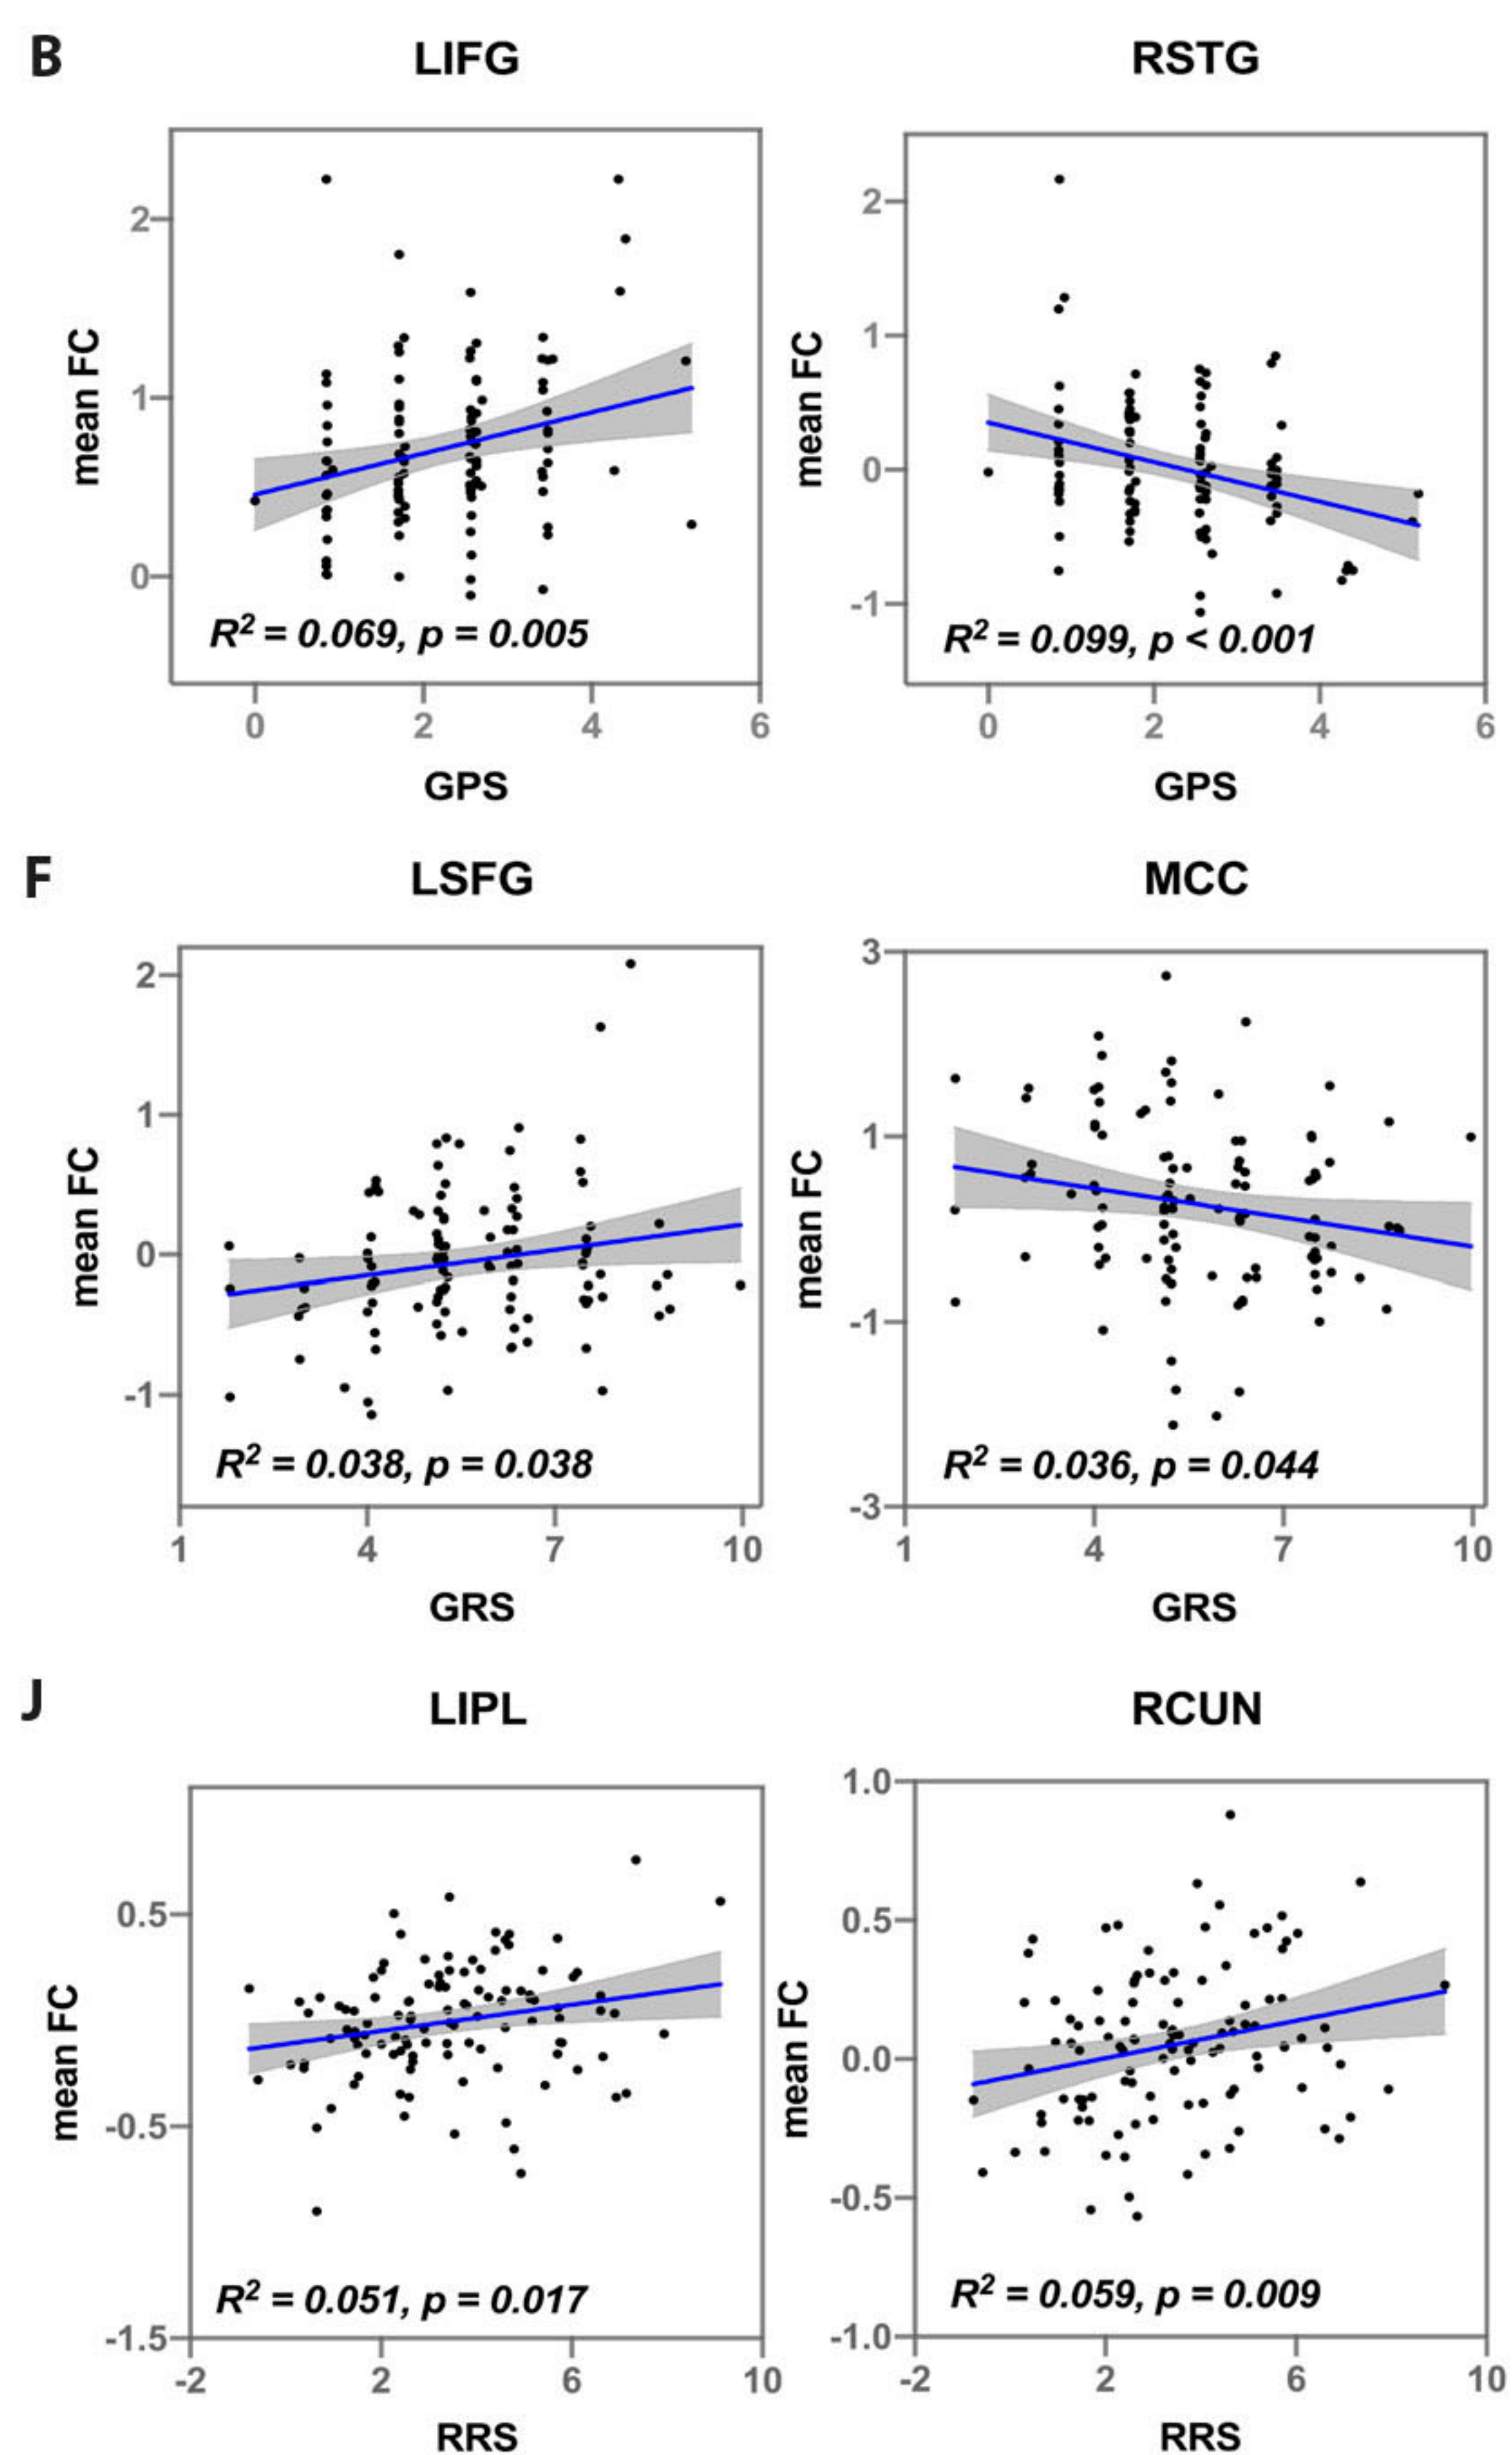 B
LIFG
RSTG
mean FC
2
1
0
R² = 0.069, p = 0.005
0 2 4 6
GPS
mean FC
2
1
0
-1
R² = 0.099, p < 0.001
0 2 4 6
GPS
F
LSFG
MCC
mean FC
2
1
0
-1
R² = 0.038, p = 0.038
1 4 7 10
GRS
mean FC
3
1
-1
-3
R² = 0.036, p = 0.044
1 4 7 10
GRS
J
LIPL
RCUN
mean FC
0.5
-0.5
-1.5
R² = 0.051, p = 0.017
-2 2 6 10
RRS
mean FC
1.0
0.5
0.0
-0.5
-1.0
R² = 0.059, p = 0.009
-2 2 6 10
RRS